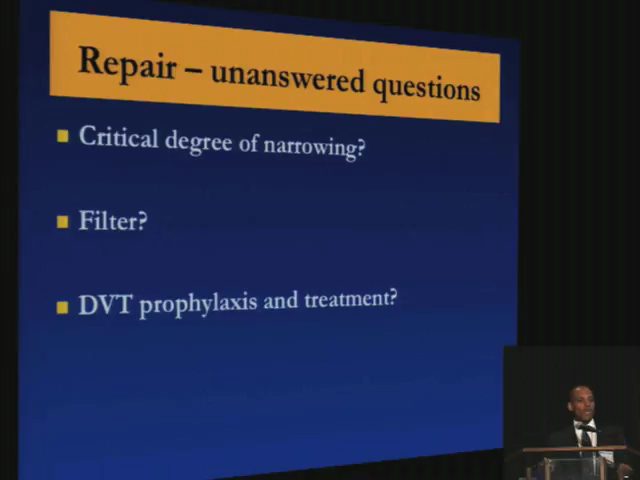 Repair – unanswered questions
Critical degree of narrowing?
Filter?
DVT prophylaxis and treatment?